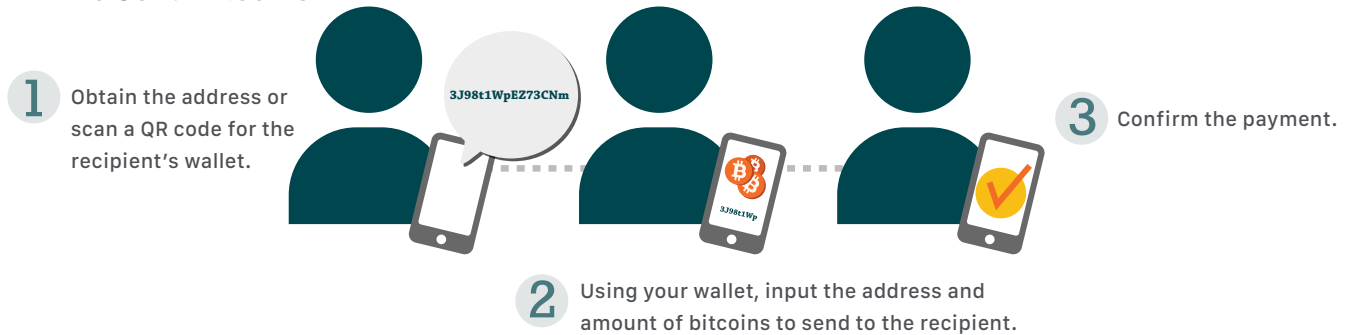 1
Obtain the address or
scan a QR code for the
recipient's wallet.
3J98t1WpEZ73CNm
2
Using your wallet, input the address and
amount of bitcoins to send to the recipient.
3J98t1Wp
3
Confirm the payment.